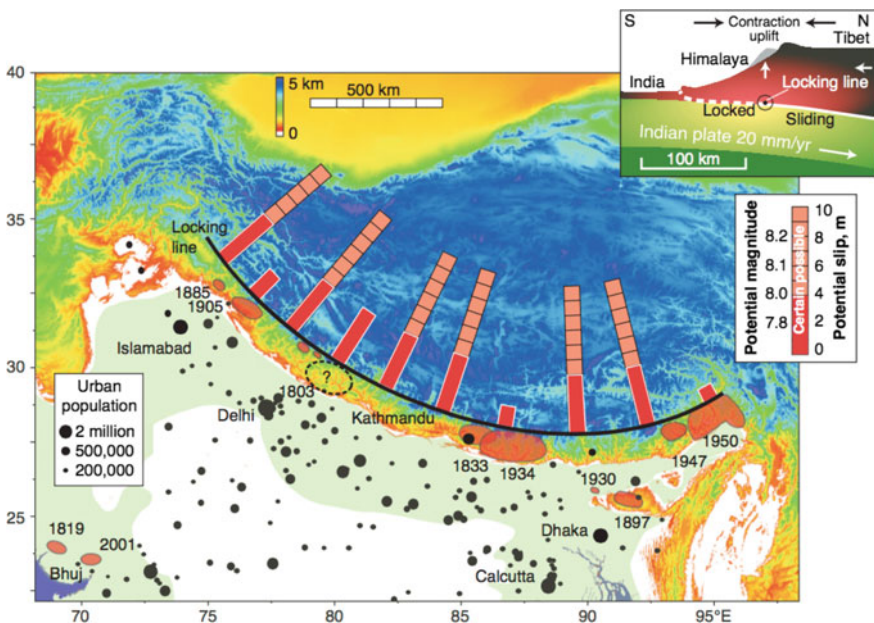 S
Contraction
uplift
N
Tibet
Himalaya
India
Locking line
Locked
Sliding
Indian plate 20 mm/yr
100 km
40
35
30
25
5 km
0
500 km
Locking
line
1885
1905
Islamabad
Urban
population
2 million
500,000
200,000
Delhi
1803
?
Kathmandu
1833
1934
1930
1947
1950
1897
Dhaka
Calcutta
1819
2001
Bhuj
70
75
80
85
90
95°E
Potential magnitude
8.2
8.1
8.0
7.8
Certain possible
10
8
6
4
2
0
Potential slip, m